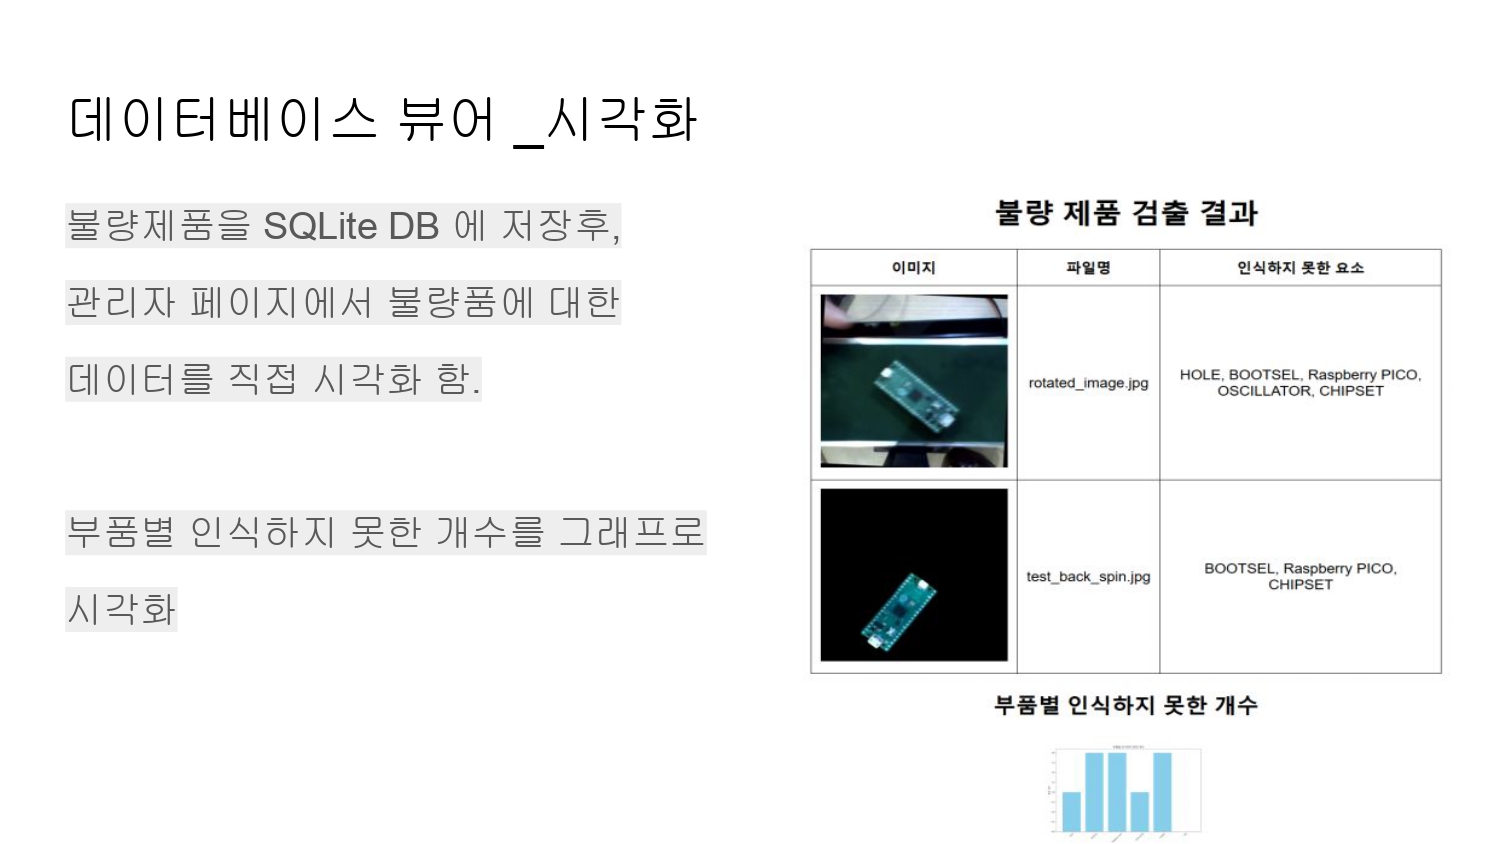 데이터베이스 뷰어 _시각화
불량제품을 SQLite DB 에 저장후,
관리자 페이지에서 불량품에 대한
데이터를 직접 시각화 함.
부품별 인식하지 못한 개수를 그래프로
시각화
불량 제품 검출 결과
이미지 파일명 인식하지 못한 요소
rotated_image.jpg
HOLE, BOOTSEL, Raspberry PICO,
OSCILLATOR, CHIPSET
test_back_spin.jpg
BOOTSEL, Raspberry PICO,
CHIPSET
부품별 인식하지 못한 개수